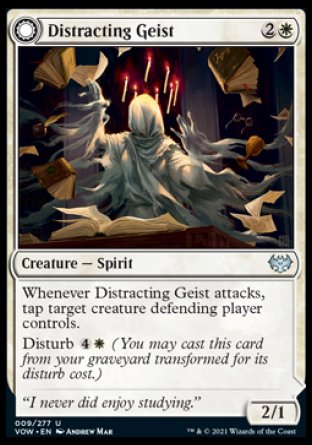 Distracting Geist 2
Creature — Spirit
Whenever Distracting Geist attacks,
tap target creature defending player
controls.
Disturb 4 (You may cast this card
from your graveyard transformed for its
disturb cost.)
“I never did enjoy studying.”
2/1
009/277 U
VOW • EN Andrew Mar ™ & © 2021 Wizards of the Coast